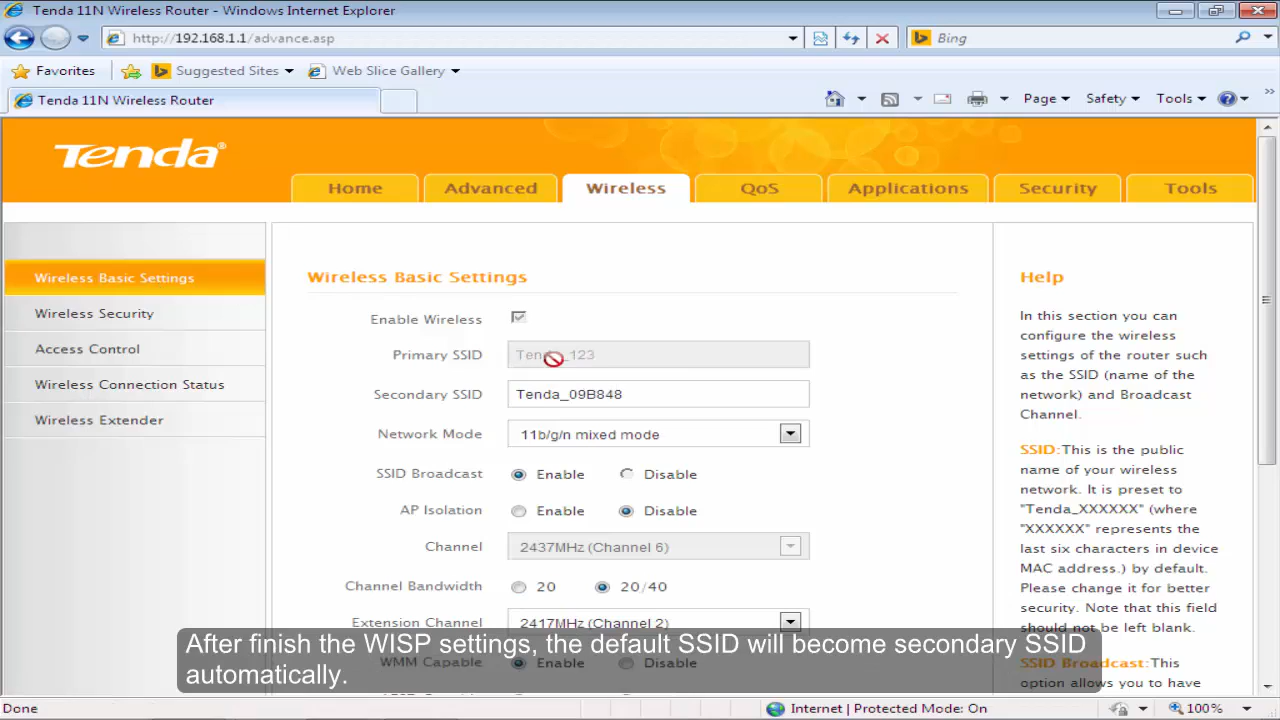 Tenda 11N Wireless Router - Windows Internet Explorer
http://192.168.1.1/advance.asp
Bing
Favorites
Suggested Sites
Web Slice Gallery
Tenda 11N Wireless Router
Page
Safety
Tools
Tenda®
Home
Advanced
Wireless
QoS
Applications
Security
Tools
Wireless Basic Settings
Wireless Security
Access Control
Wireless Connection Status
Wireless Extender
Wireless Basic Settings
Enable Wireless
Primary SSID
Secondary SSID Tenda_09B848
Network Mode 11b/g/n mixed mode
SSID Broadcast Enable Disable
AP Isolation Enable Disable
Channel 2437MHz (Channel 6)
Channel Bandwidth 20 20/40
Extension Channel 2417MHz (Channel 2)
WMM Capable Enable Disable
Help
In this section you can
configure the wireless
settings of the router such
as the SSID (name of the
network) and Broadcast
Channel.
SSID:This is the public
name of your wireless
network. It is preset to
"Tenda_XXXXXX" (where
"XXXXXX" represents the
last six characters in device
MAC address.) by default.
Please change it for better
security. Note that this field
should not be left blank.
SSID Broadcast:This
option allows you to have
After finish the WISP settings, the default SSID will become secondary SSID
automatically.
Done
Internet | Protected Mode: On
100%